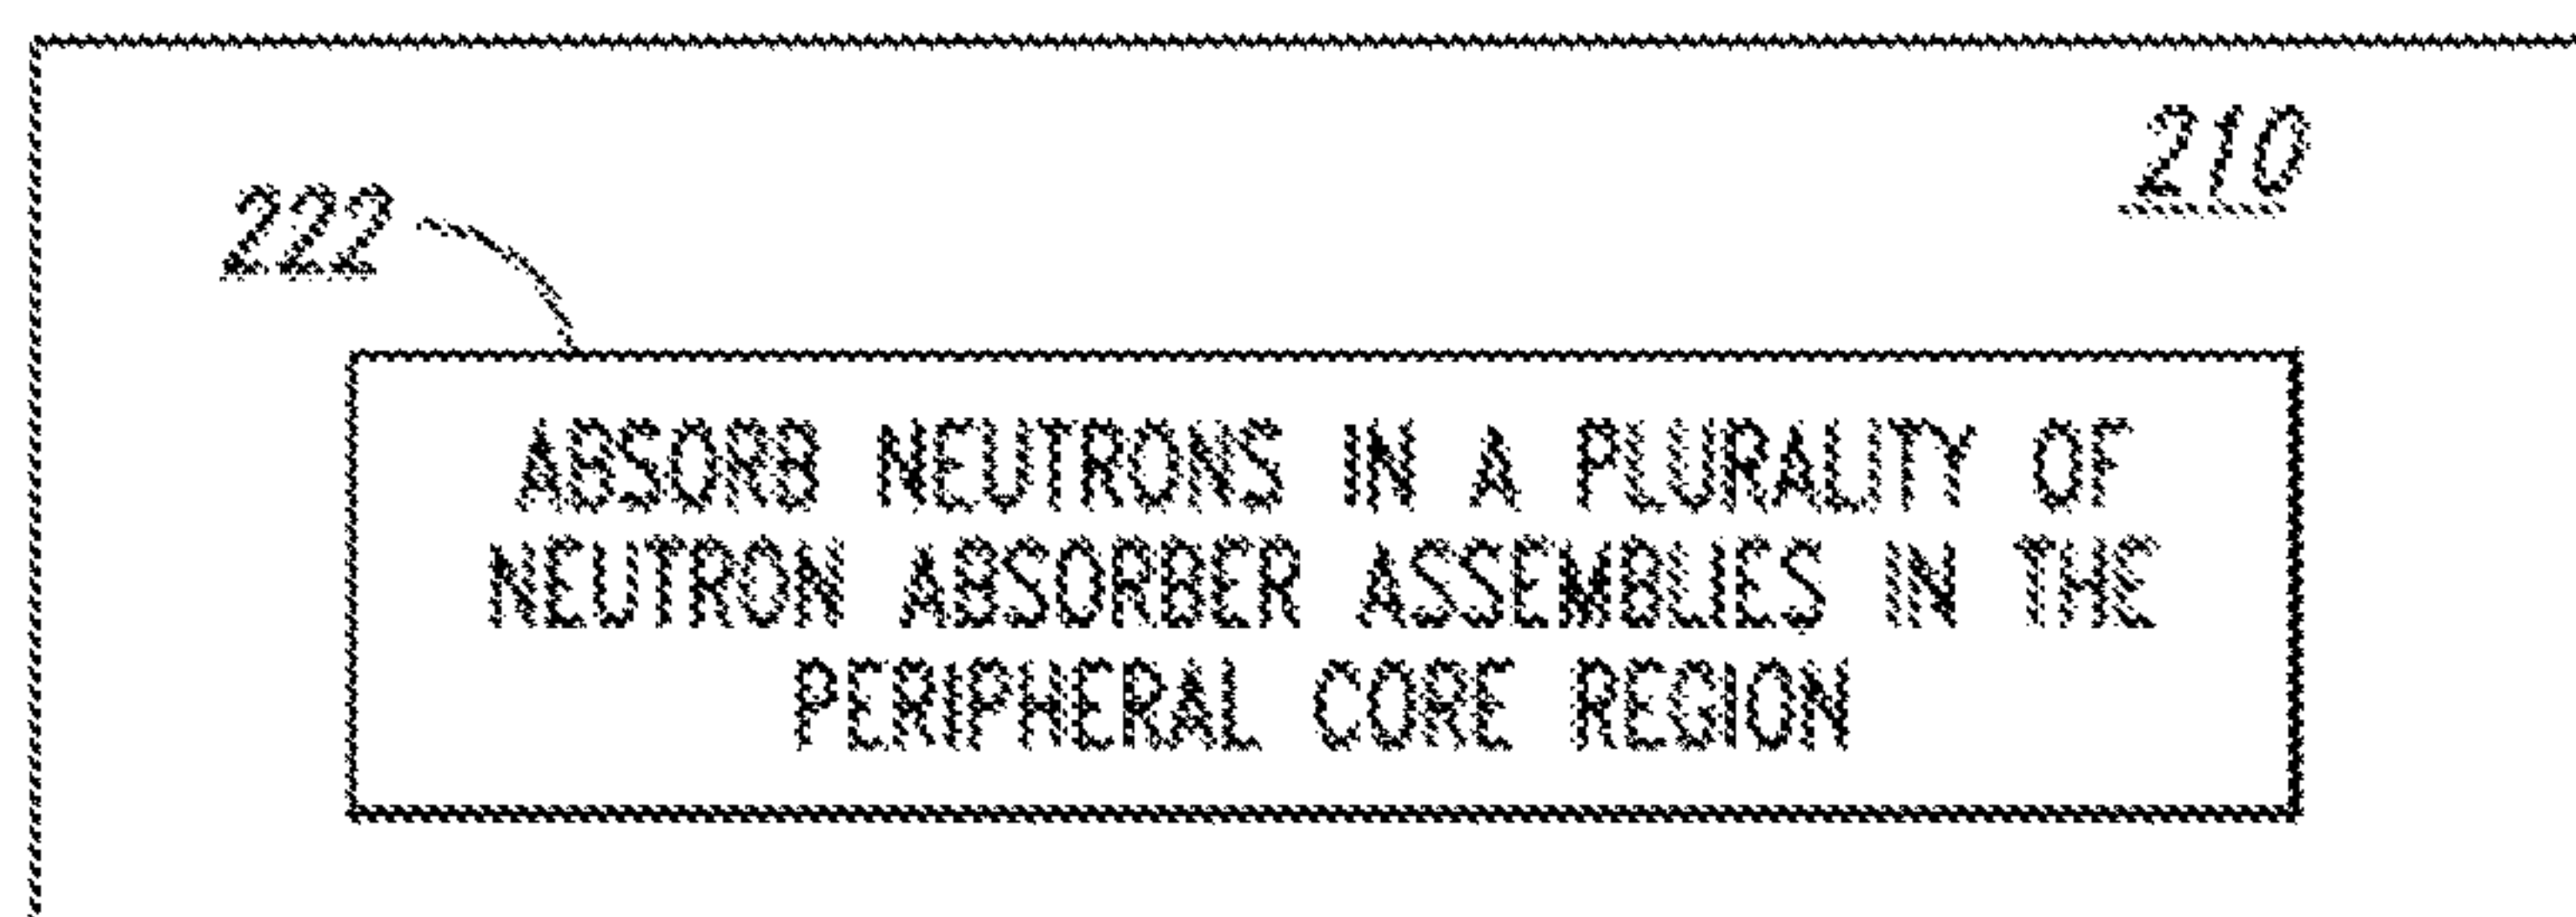 210
222
ABSORB NEUTRONS IN A PLURALITY OF
NEUTRON ABSORBER ASSEMBLIES IN THE
PERIPHERAL CORE REGION